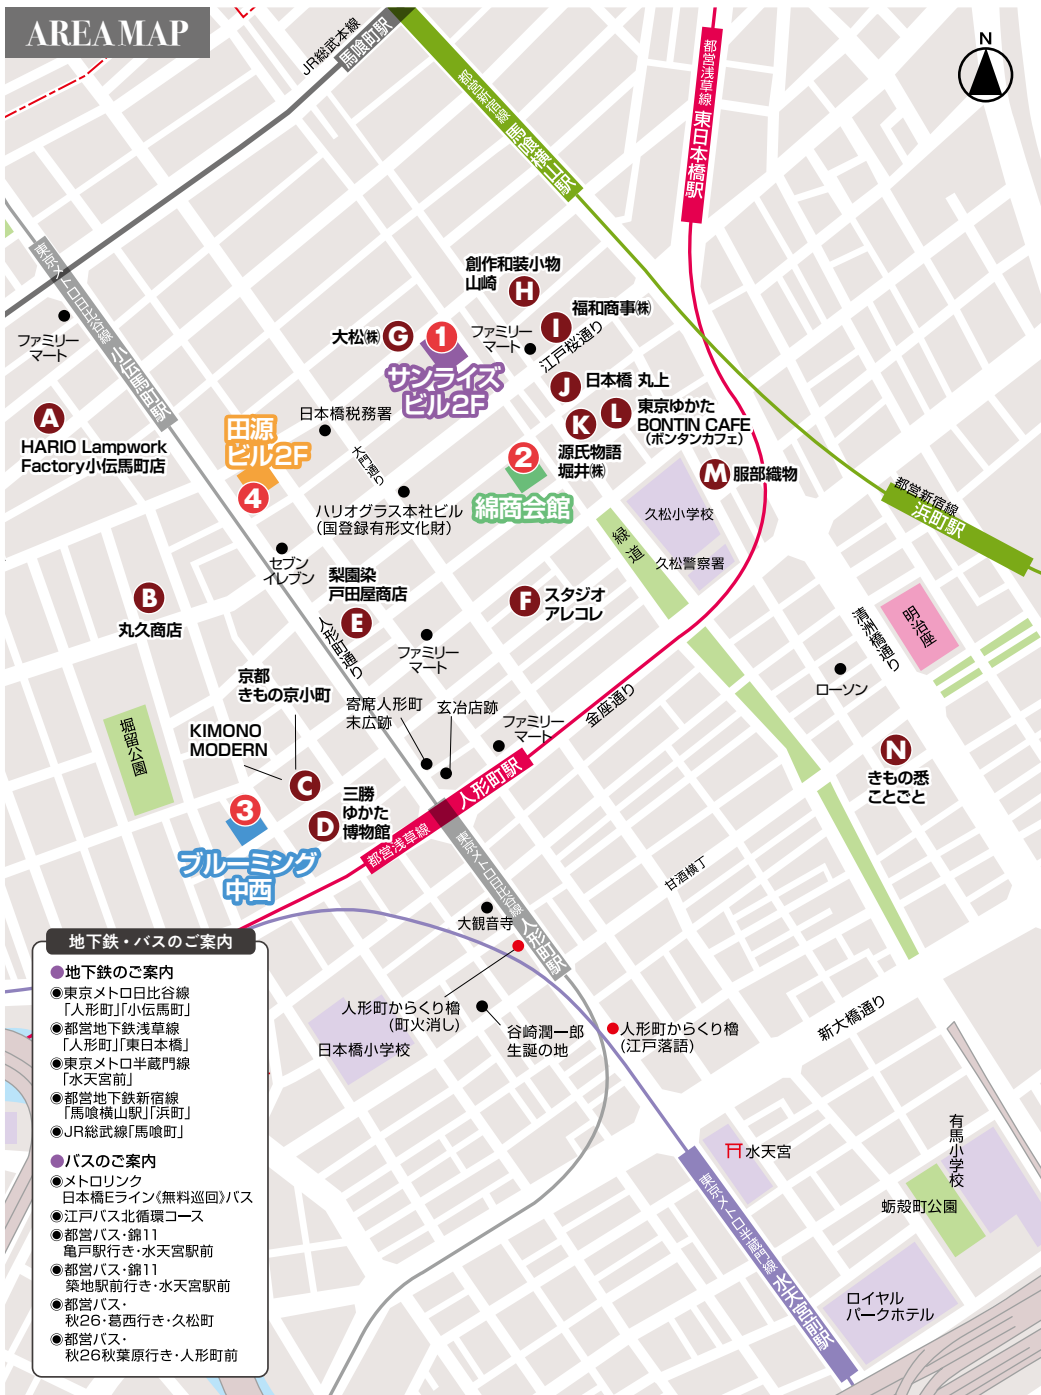 AREA MAP
N
JR総武本線
馬喰町駅
都営新宿線
馬喰横山駅
都営浅草線
東日本橋駅
東京メトロ日比谷線
小伝馬町駅
ファミリー
マート
A
HARIO Lampwork
Factory小伝馬町店
創作和装小物
山崎
H
福和商事㈱
I
大松㈱
G
1
サンライズ
ビル2F
ファミリー
マート
江戸桜通り
J
日本橋 丸上
K
L
東京ゆかた
BONTIN CAFE
(ボンタンカフェ)
源氏物語
堀井㈱
M
服部織物
日本橋税務署
大門通り
田源
ビル2F
4
2
綿商会館
ハリオグラス本社ビル
(国登録有形文化財)
久松小学校
久松警察署
緑道
都営新宿線
浜町駅
セブン
イレブン
梨園染
戸田屋商店
E
人形町通り
B
丸久商店
F
スタジオ
アレコレ
ファミリー
マート
明治座
清洲橋通り
ローソン
京都
きもの京小町
KIMONO
MODERN
C
寄席人形町
末広跡
玄冶店跡
ファミリー
マート
金座通り
堀留公園
N
きもの悉
ことごと
3
ブルーミング
中西
D
三勝
ゆかた
博物館
人形町駅
都営浅草線
東京メトロ日比谷線
人形町駅
甘酒横丁
大観音寺
人形町からくり櫓
(町火消し)
日本橋小学校
谷崎潤一郎
生誕の地
人形町からくり櫓
(江戸落語)
新大橋通り
水天宮
東京メトロ半蔵門線
水天宮前駅
有馬小学校
蛎殻町公園
ロイヤル
パークホテル
地下鉄・バスのご案内
●地下鉄のご案内
◉東京メトロ日比谷線
「人形町」「小伝馬町」
◉都営地下鉄浅草線
「人形町」「東日本橋」
◉東京メトロ半蔵門線
「水天宮前」
◉都営地下鉄新宿線
「馬喰横山駅」「浜町」
◉JR総武線「馬喰町」
●バスのご案内
◉メトロリンク
日本橋Eライン《無料巡回》バス
◉江戸バス北循環コース
◉都営バス・錦11
亀戸駅行き・水天宮駅前
◉都営バス・錦11
築地駅前行き・水天宮駅前
◉都営バス・
秋26・葛西行き・久松町
◉都営バス・
秋26秋葉原行き・人形町前